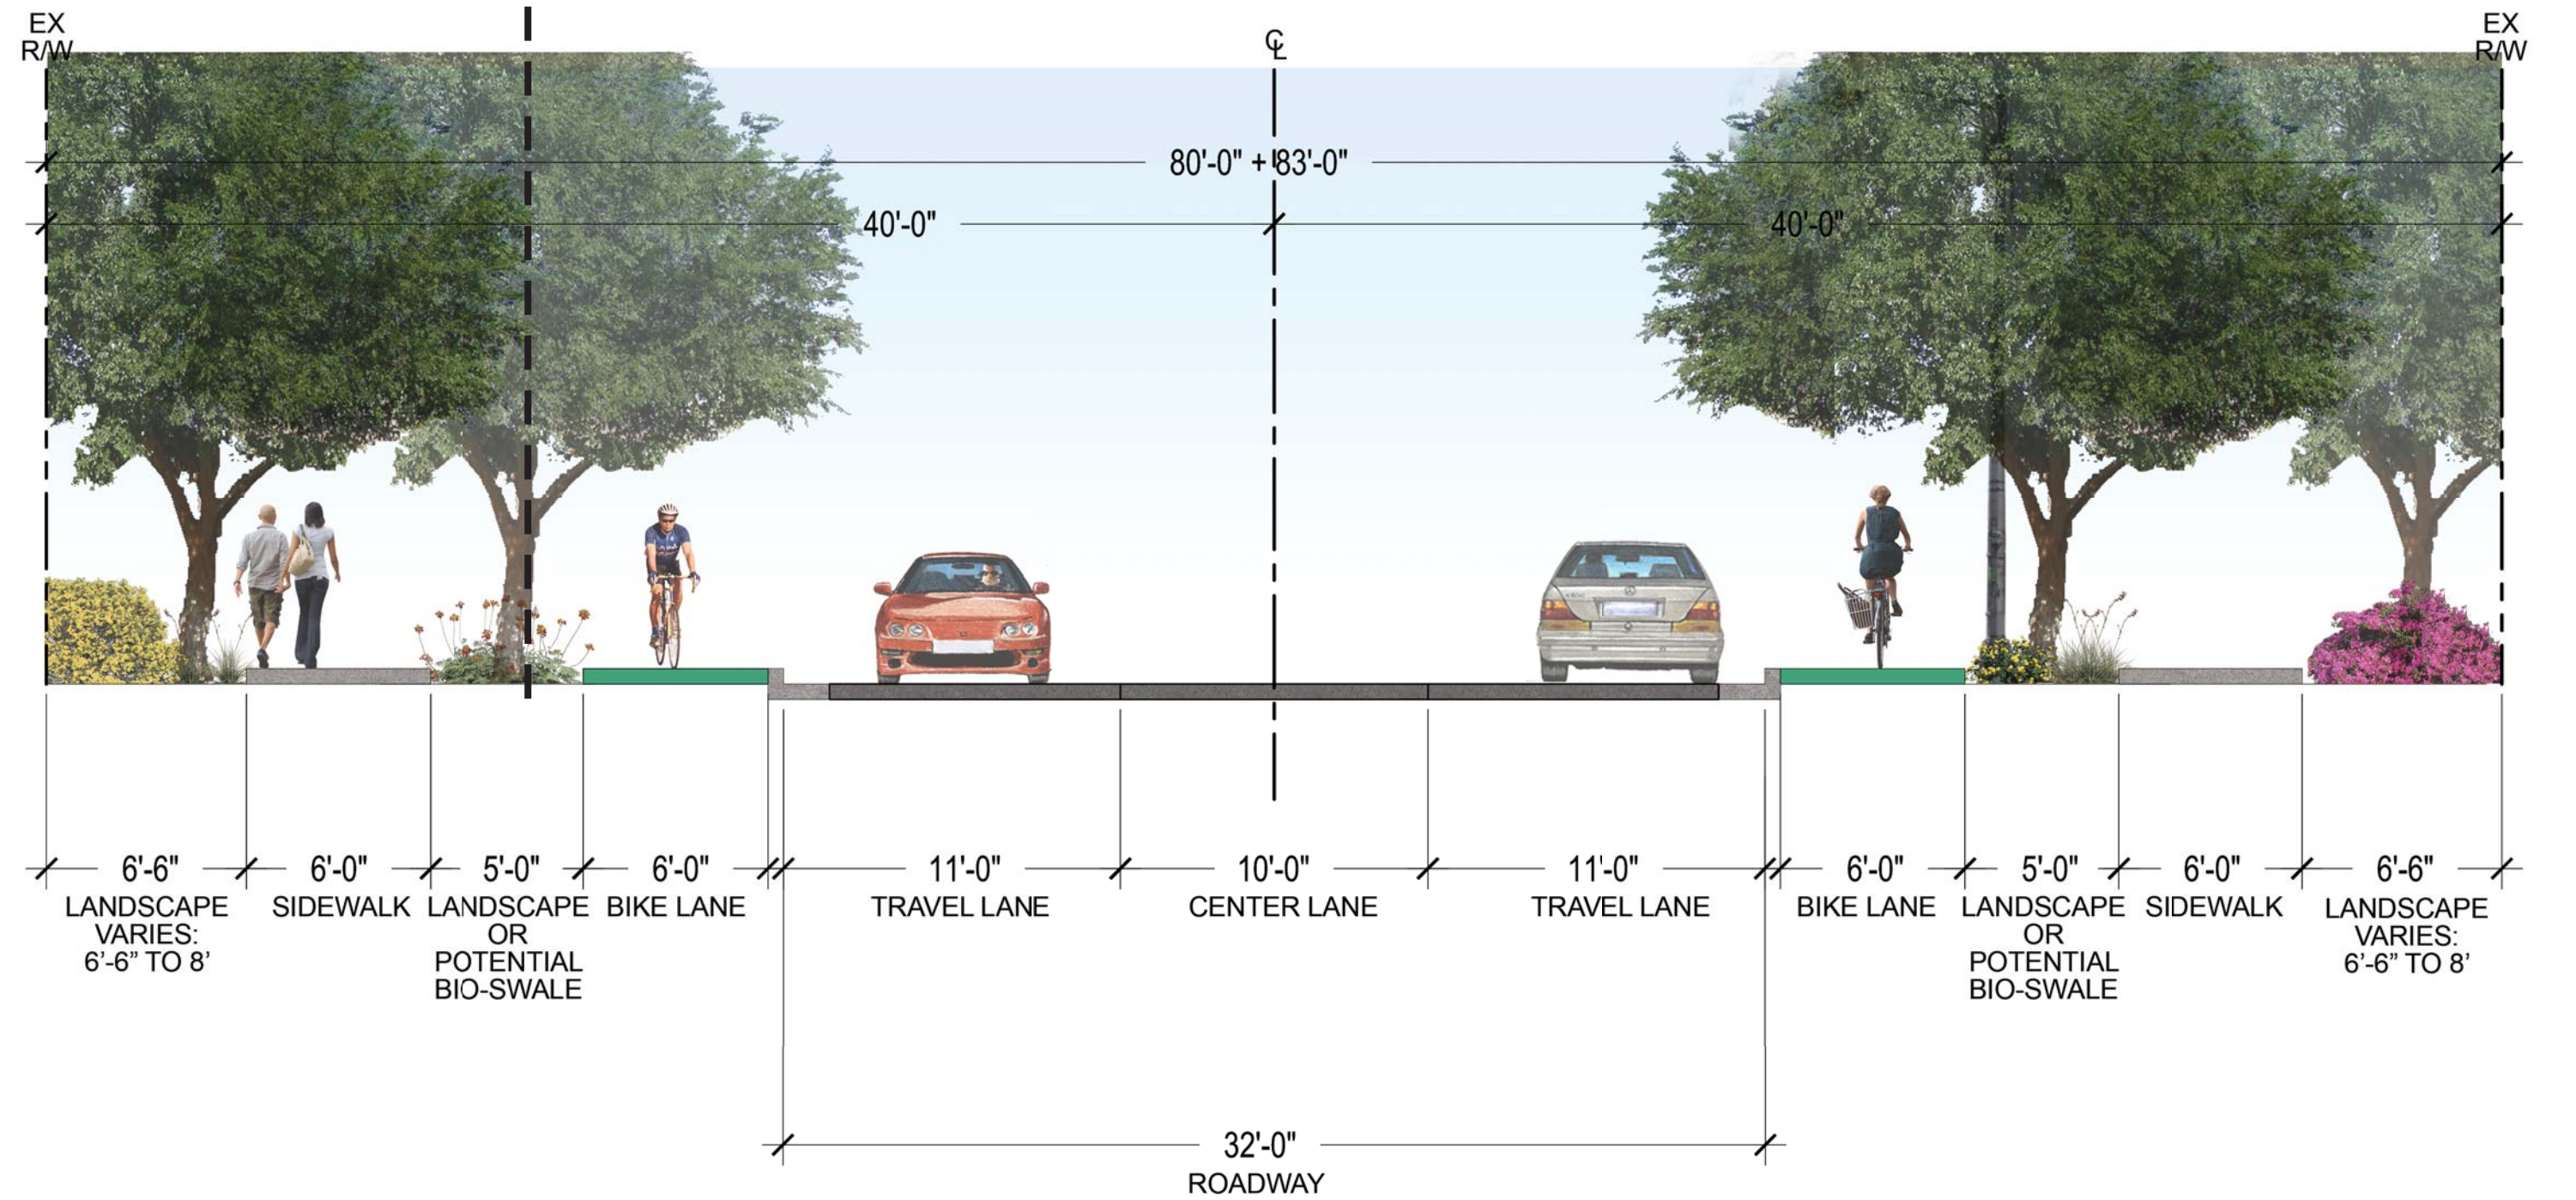 EX
R/W
EX
R/W
℄
80'-0" + 83'-0"
40'-0"
40'-0"
6'-6"
LANDSCAPE
VARIES:
6'-6” TO 8’
6'-0"
SIDEWALK
5'-0"
LANDSCAPE
OR
POTENTIAL
BIO-SWALE
6'-0"
BIKE LANE
11'-0"
TRAVEL LANE
10'-0"
CENTER LANE
11'-0"
TRAVEL LANE
6'-0"
BIKE LANE
5'-0"
LANDSCAPE
OR
POTENTIAL
BIO-SWALE
6'-0"
SIDEWALK
6'-6"
LANDSCAPE
VARIES:
6'-6” TO 8’
32'-0"
ROADWAY